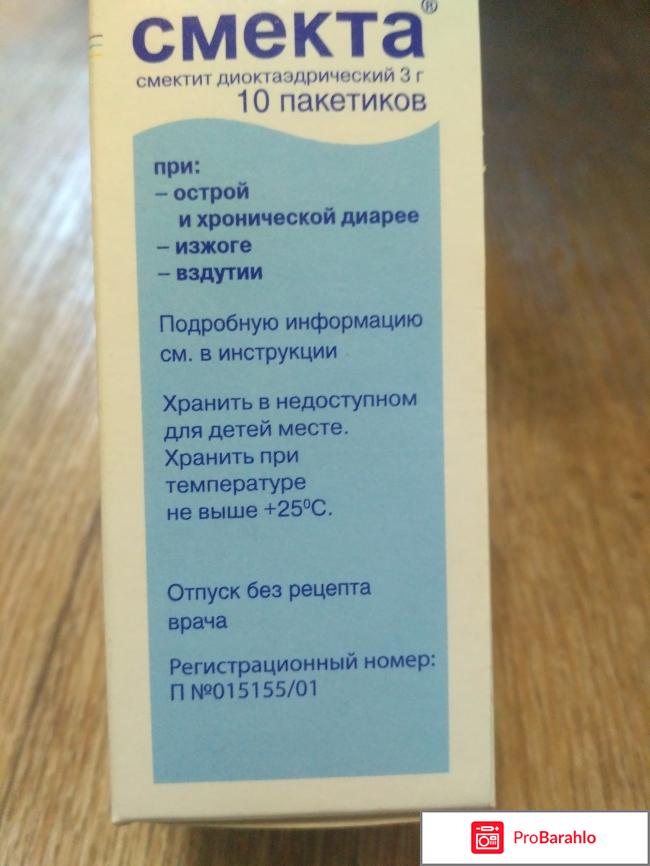 смекта®
смектит диоктаэдрический 3 г
10 пакетиков
при:
– острой
и хронической диарее
– изжоге
– вздутии
Подробную информацию
см. в инструкции
Хранить в недоступном
для детей месте.
Хранить при
температуре
не выше +25⁰С.
Отпуск без рецепта
врача
Регистрационный номер:
П №015155/01
ProBarahlo